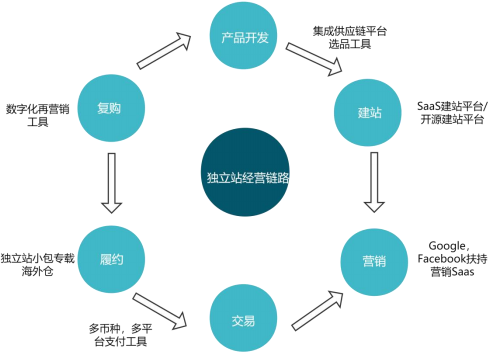 产品开发
集成供应链平台
选品工具
复购
数字化再营销
工具
建站
SaaS建站平台/
开源建站平台
独立站经营链路
履约
独立站小包专载
海外仓
营销
Google，
Facebook扶持
营销Saas
交易
多币种，多平
台支付工具